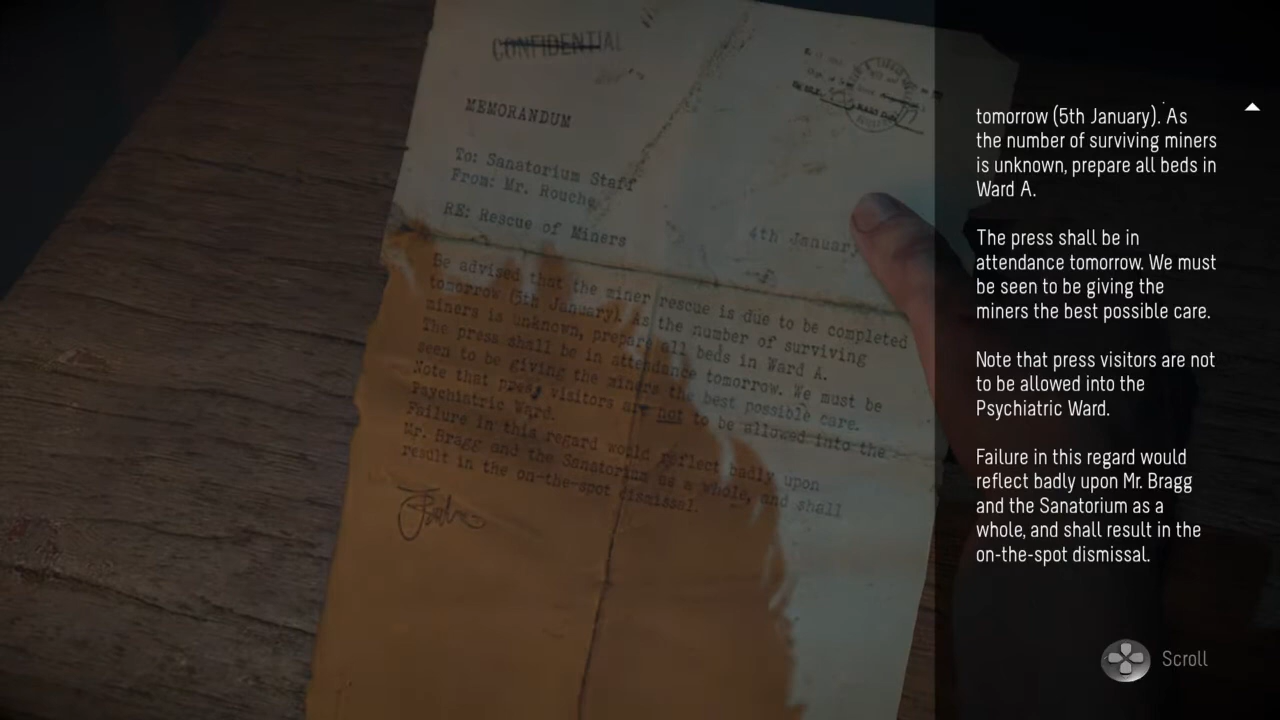 CONFIDENTIAL
MEMORANDUM
To: Sanatorium Staff
From: Mr. Rouche
RE: Rescue of Miners
4th January
Be advised that the miner rescue is due to be completed
tomorrow (5th January). As the number of surviving
miners is unknown, prepare all beds in Ward A.
The press shall be in attendance tomorrow. We must be
seen to be giving the miners the best possible care.
Note that press visitors are not to be allowed into the
Psychiatric Ward.
Failure in this regard would reflect badly upon
Mr. Bragg and the Sanatorium as a whole, and shall
result in the on-the-spot dismissal.
tomorrow (5th January). As
the number of surviving miners
is unknown, prepare all beds in
Ward A.
The press shall be in
attendance tomorrow. We must
be seen to be giving the
miners the best possible care.
Note that press visitors are not
to be allowed into the
Psychiatric Ward.
Failure in this regard would
reflect badly upon Mr. Bragg
and the Sanatorium as a
whole, and shall result in the
on-the-spot dismissal.
Scroll